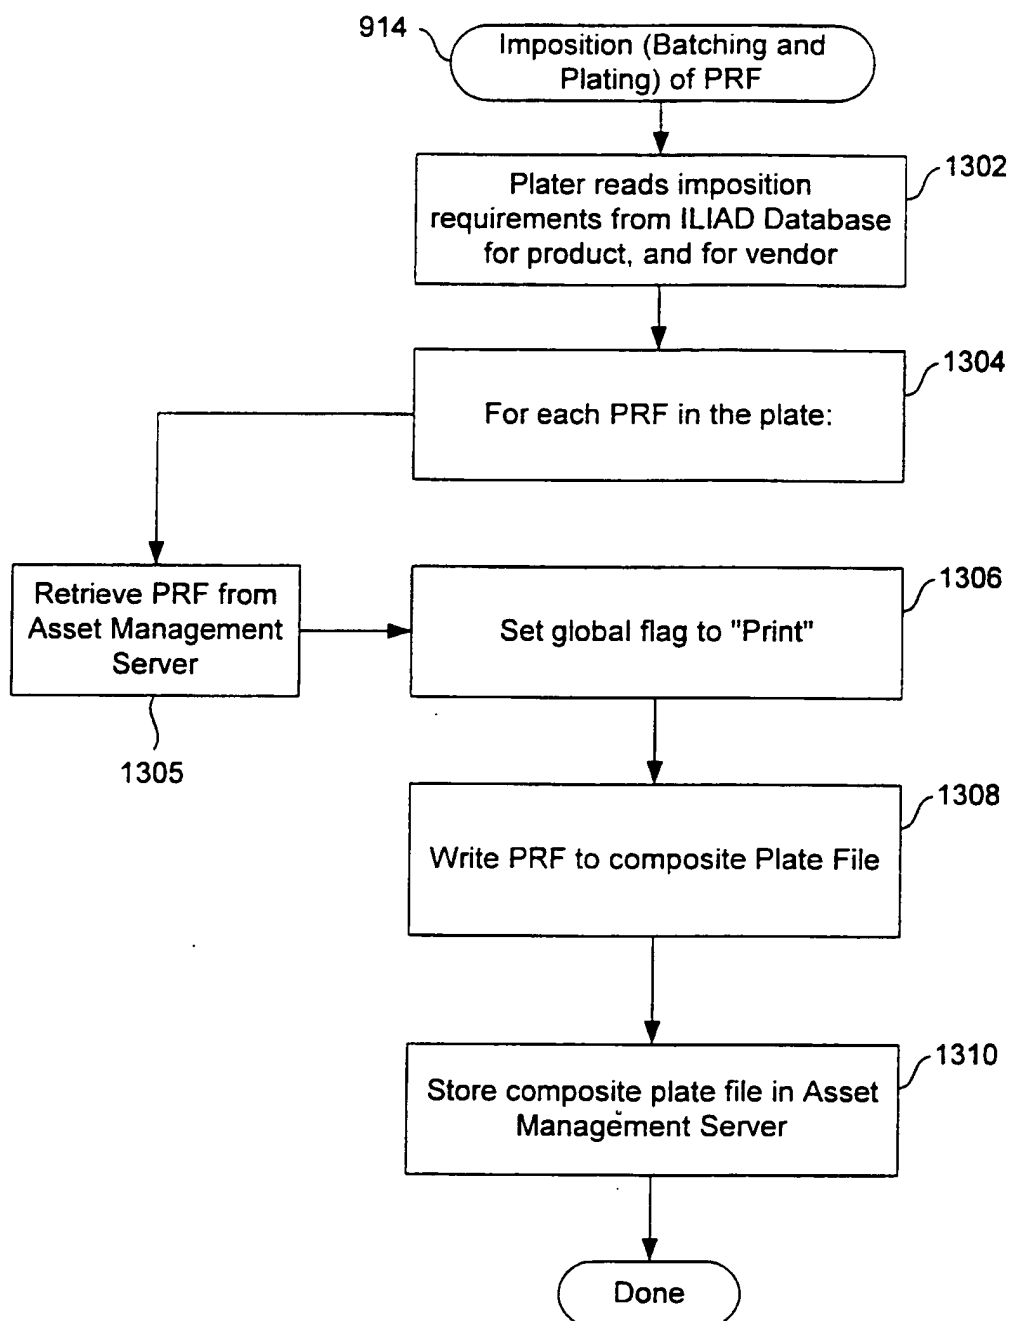 914
Imposition (Batching and
Plating) of PRF
1302
Plater reads imposition
requirements from ILIAD Database
for product, and for vendor
1304
For each PRF in the plate:
Retrieve PRF from
Asset Management
Server
1305
1306
Set global flag to "Print"
1308
Write PRF to composite Plate File
1310
Store composite plate file in Asset
Management Server
Done